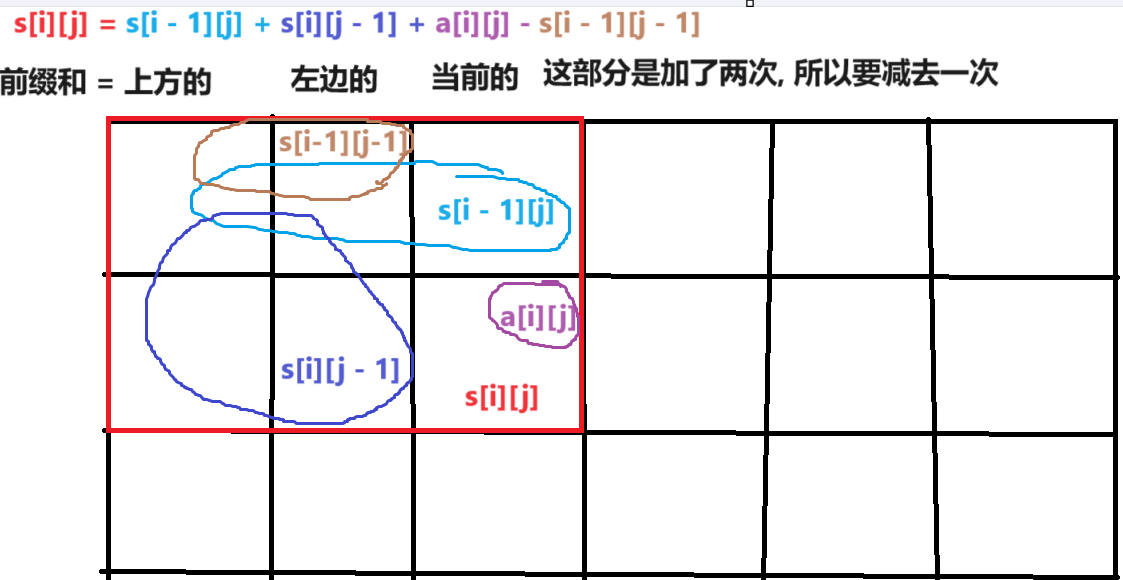 s[i][j] = s[i - 1][j] + s[i][j - 1] + a[i][j] - s[i - 1][j - 1]
前缀和 = 上方的 左边的 当前的 这部分是加了两次, 所以要减去一次
s[i-1][j-1]
s[i - 1][j]
a[i][j]
s[i][j - 1]
s[i][j]